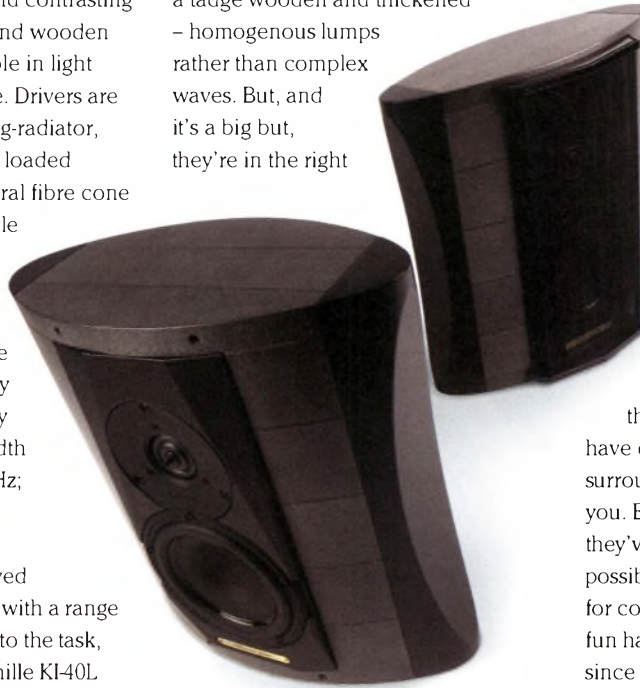 nd contrasting
nd wooden
le in light
e. Drivers are
g-radiator,
loaded
ral fibre cone
le
e
y
y
dth
Hz;
ved
with a range
to the task,
nille KI-40L
a tadge wooden and thickened
– homogenous lumps
rather than complex
waves. But, and
it's a big but,
they're in the right
th
have
surrou
you. E
they'v
possib
for co
fun ha
since